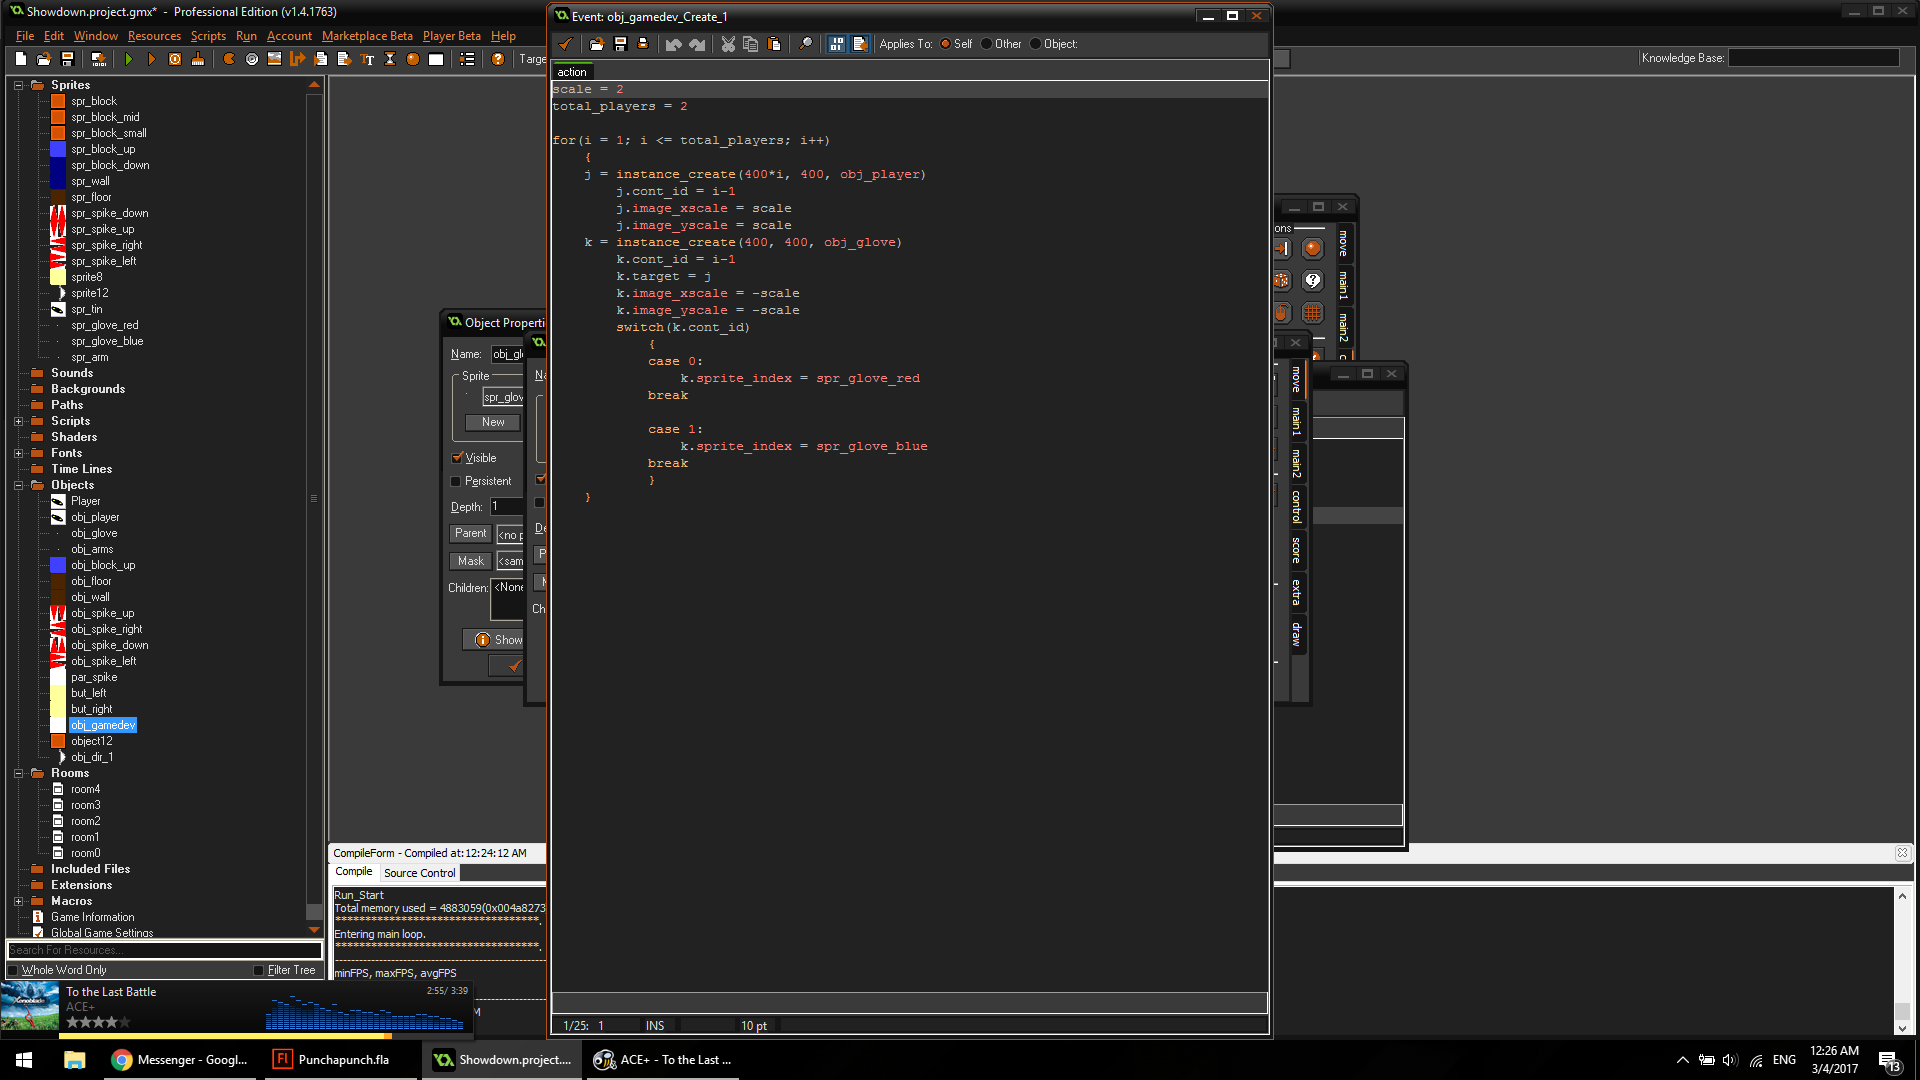 Showdown.project.gmx*  -  Professional Edition (v1.4.1763)
File Edit Window Resources Scripts Run Account Marketplace Beta Player Beta Help
Targe
Knowledge Base:
Sprites
spr_block
spr_block_mid
spr_block_small
spr_block_up
spr_block_down
spr_wall
spr_floor
spr_spike_down
spr_spike_up
spr_spike_right
spr_spike_left
sprite8
sprite12
spr_tin
spr_glove_red
spr_glove_blue
spr_arm
Sounds
Backgrounds
Paths
Scripts
Shaders
Fonts
Time Lines
Objects
Player
obj_player
obj_glove
obj_arms
obj_block_up
obj_floor
obj_wall
obj_spike_up
obj_spike_right
obj_spike_down
obj_spike_left
par_spike
but_left
but_right
obj_gamedev
object12
obj_dir_1
Rooms
room4
room3
room2
room1
room0
Included Files
Extensions
Macros
Game Information
Global Game Settings
Search For Resources...
Whole Word Only
Filter Tree
Object Properti
Name: obj_gl
Sprite
spr_glov
New
Visible
Persistent
Depth: 1
Parent <no p
Mask <sam
Children: <None
Show
Na
De
P
M
Ch
Event: obj_gamedev_Create_1
Applies To: Self Other Object:
action
scale = 2
total_players = 2
for(i = 1; i <= total_players; i++)
{
j = instance_create(400*i, 400, obj_player)
j.cont_id = i-1
j.image_xscale = scale
j.image_yscale = scale
k = instance_create(400, 400, obj_glove)
k.cont_id = i-1
k.target = j
k.image_xscale = -scale
k.image_yscale = -scale
switch(k.cont_id)
{
case 0:
k.sprite_index = spr_glove_red
break
case 1:
k.sprite_index = spr_glove_blue
break
}
}
1/25: 1
INS
10 pt
ons
move
main1
main2
c
move
main1
main2
control
score
extra
draw
CompileForm - Compiled at:12:24:12 AM
Compile
Source Control
Run_Start
Total memory used = 4883059(0x004a8273
***********************************.
Entering main loop.
***********************************.
minFPS, maxFPS, avgFPS
M
To the Last Battle
ACE+
2:55/ 3:39
Xenoblade
Messenger - Googl...
Punchapunch.fla
Showdown.project....
ACE+ - To the Last ...
ENG
12:26 AM
3/4/2017
13